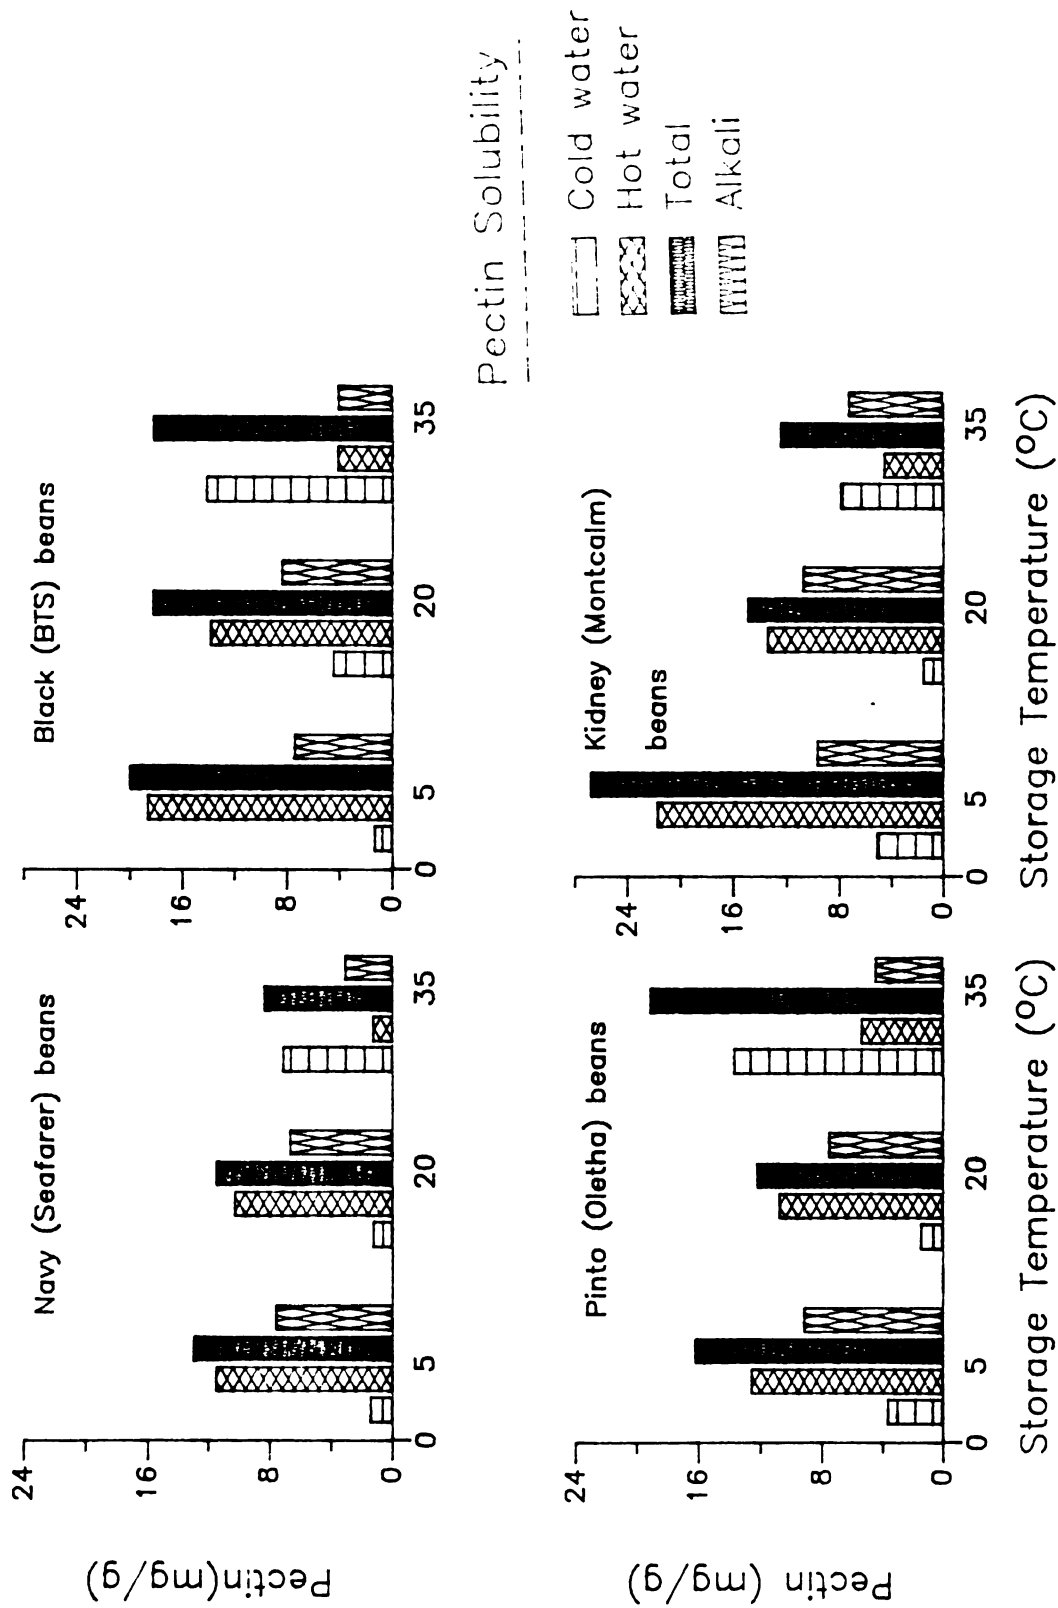 Navy (Seafarer) beans
Pectin(mg/g)
24
16
8
0
0
5
20
35
Black (BTS) beans
24
16
8
0
0
5
20
35
Pectin Solubility
Cold water
Hot water
Total
Alkali
Pinto (Oletha) beans
Pectin (mg/g)
24
16
8
0
0
5
20
35
Storage Temperature (°C)
Kidney (Montcalm)
beans
24
16
8
0
0
5
20
35
Storage Temperature (°C)